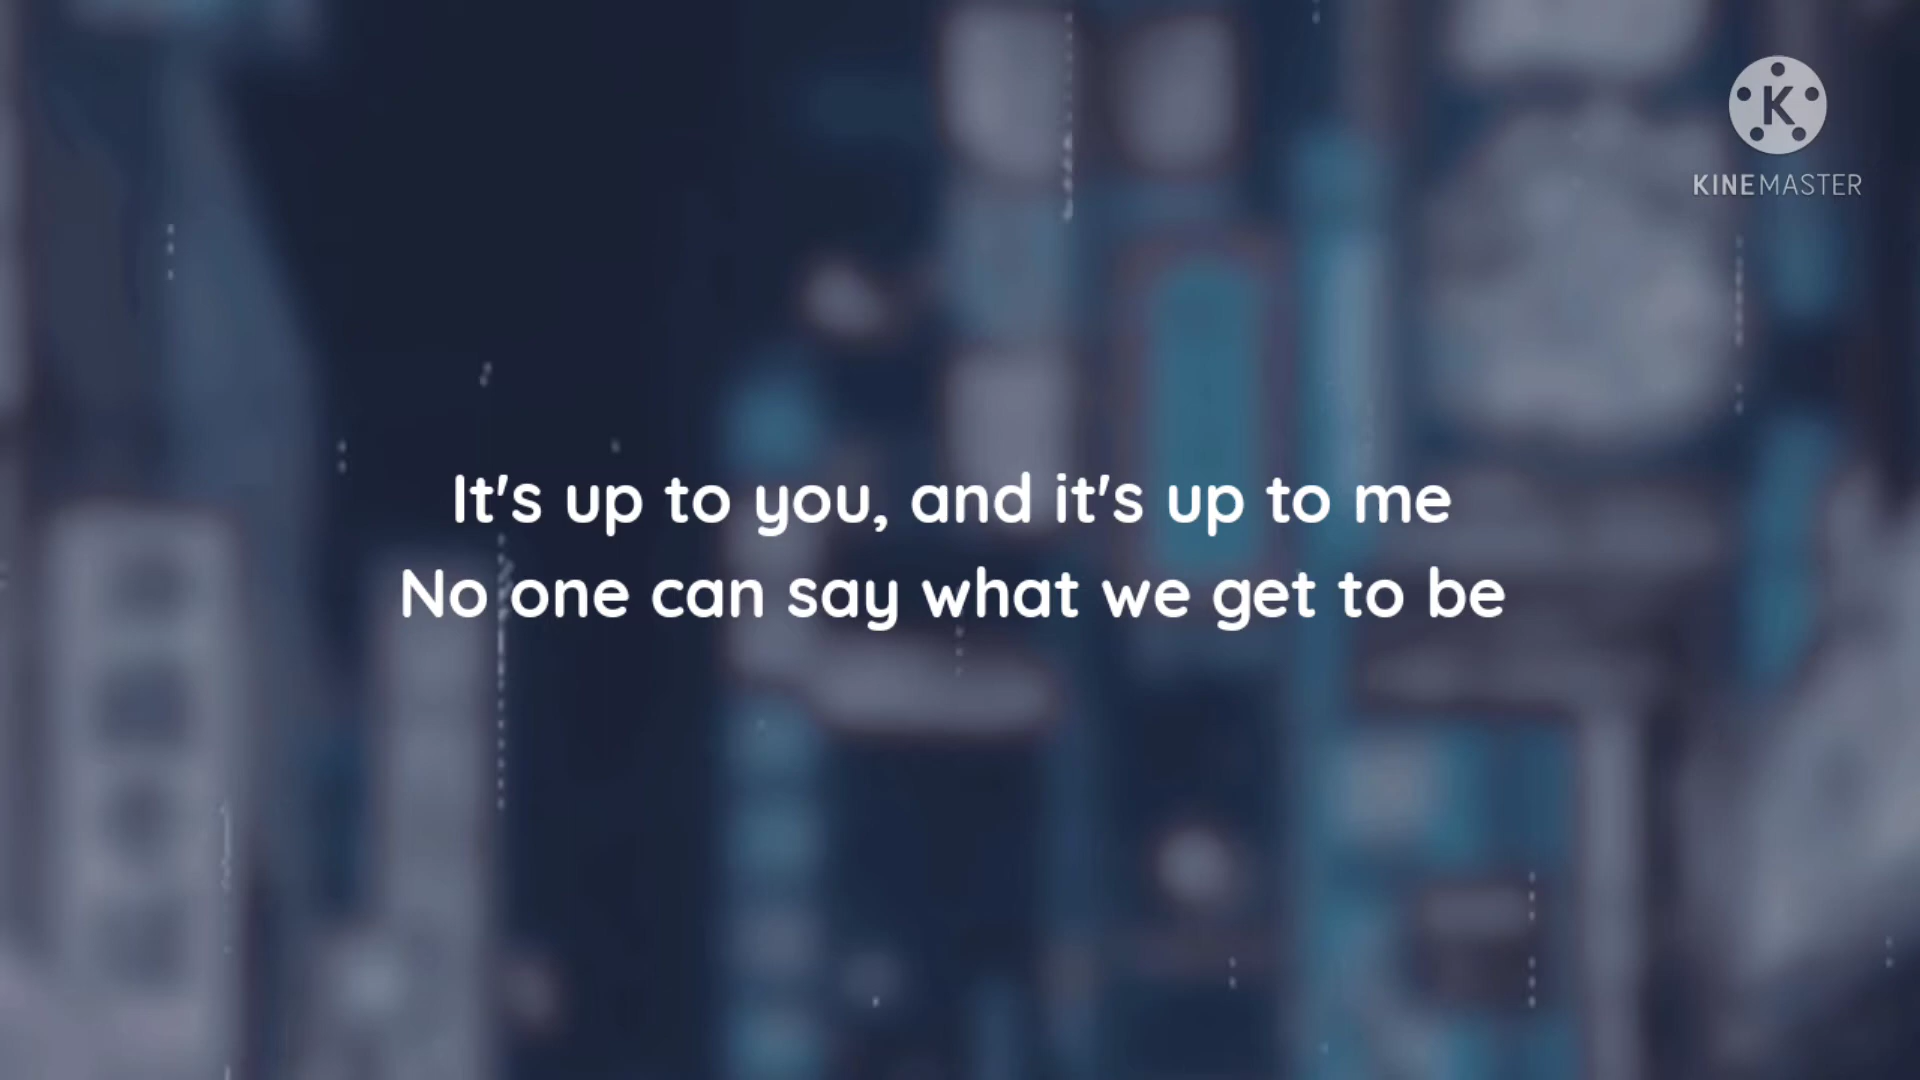 K
KINEMASTER
It's up to you, and it's up to me
No one can say what we get to be